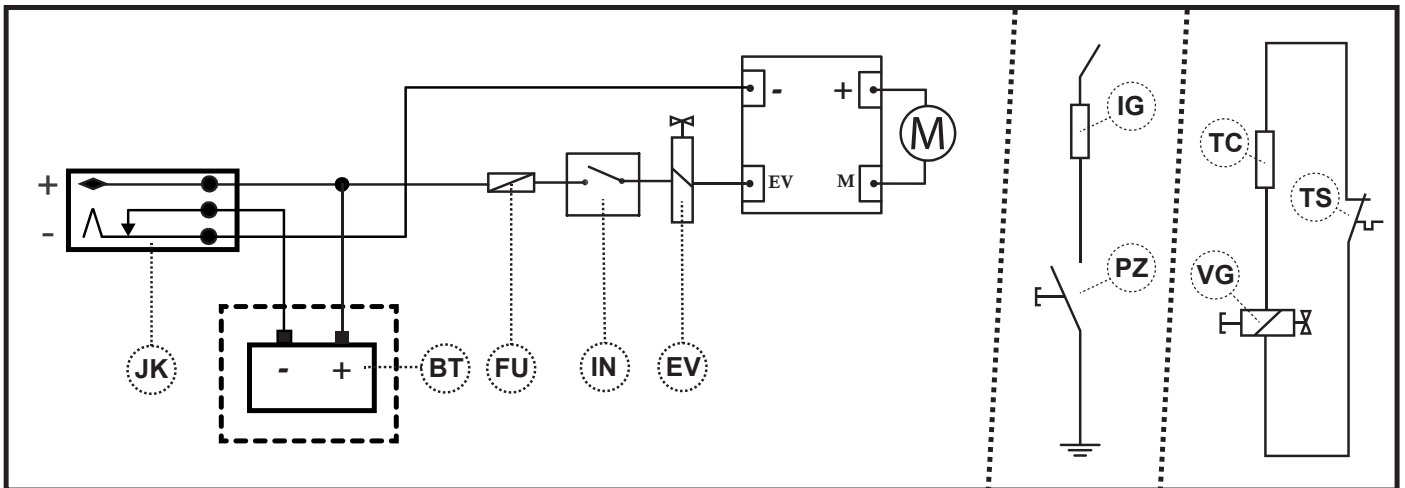 - +
M
IG
+
-
EV
M
TC
TS
PZ
VG
JK
- +
BT
FU
IN
EV